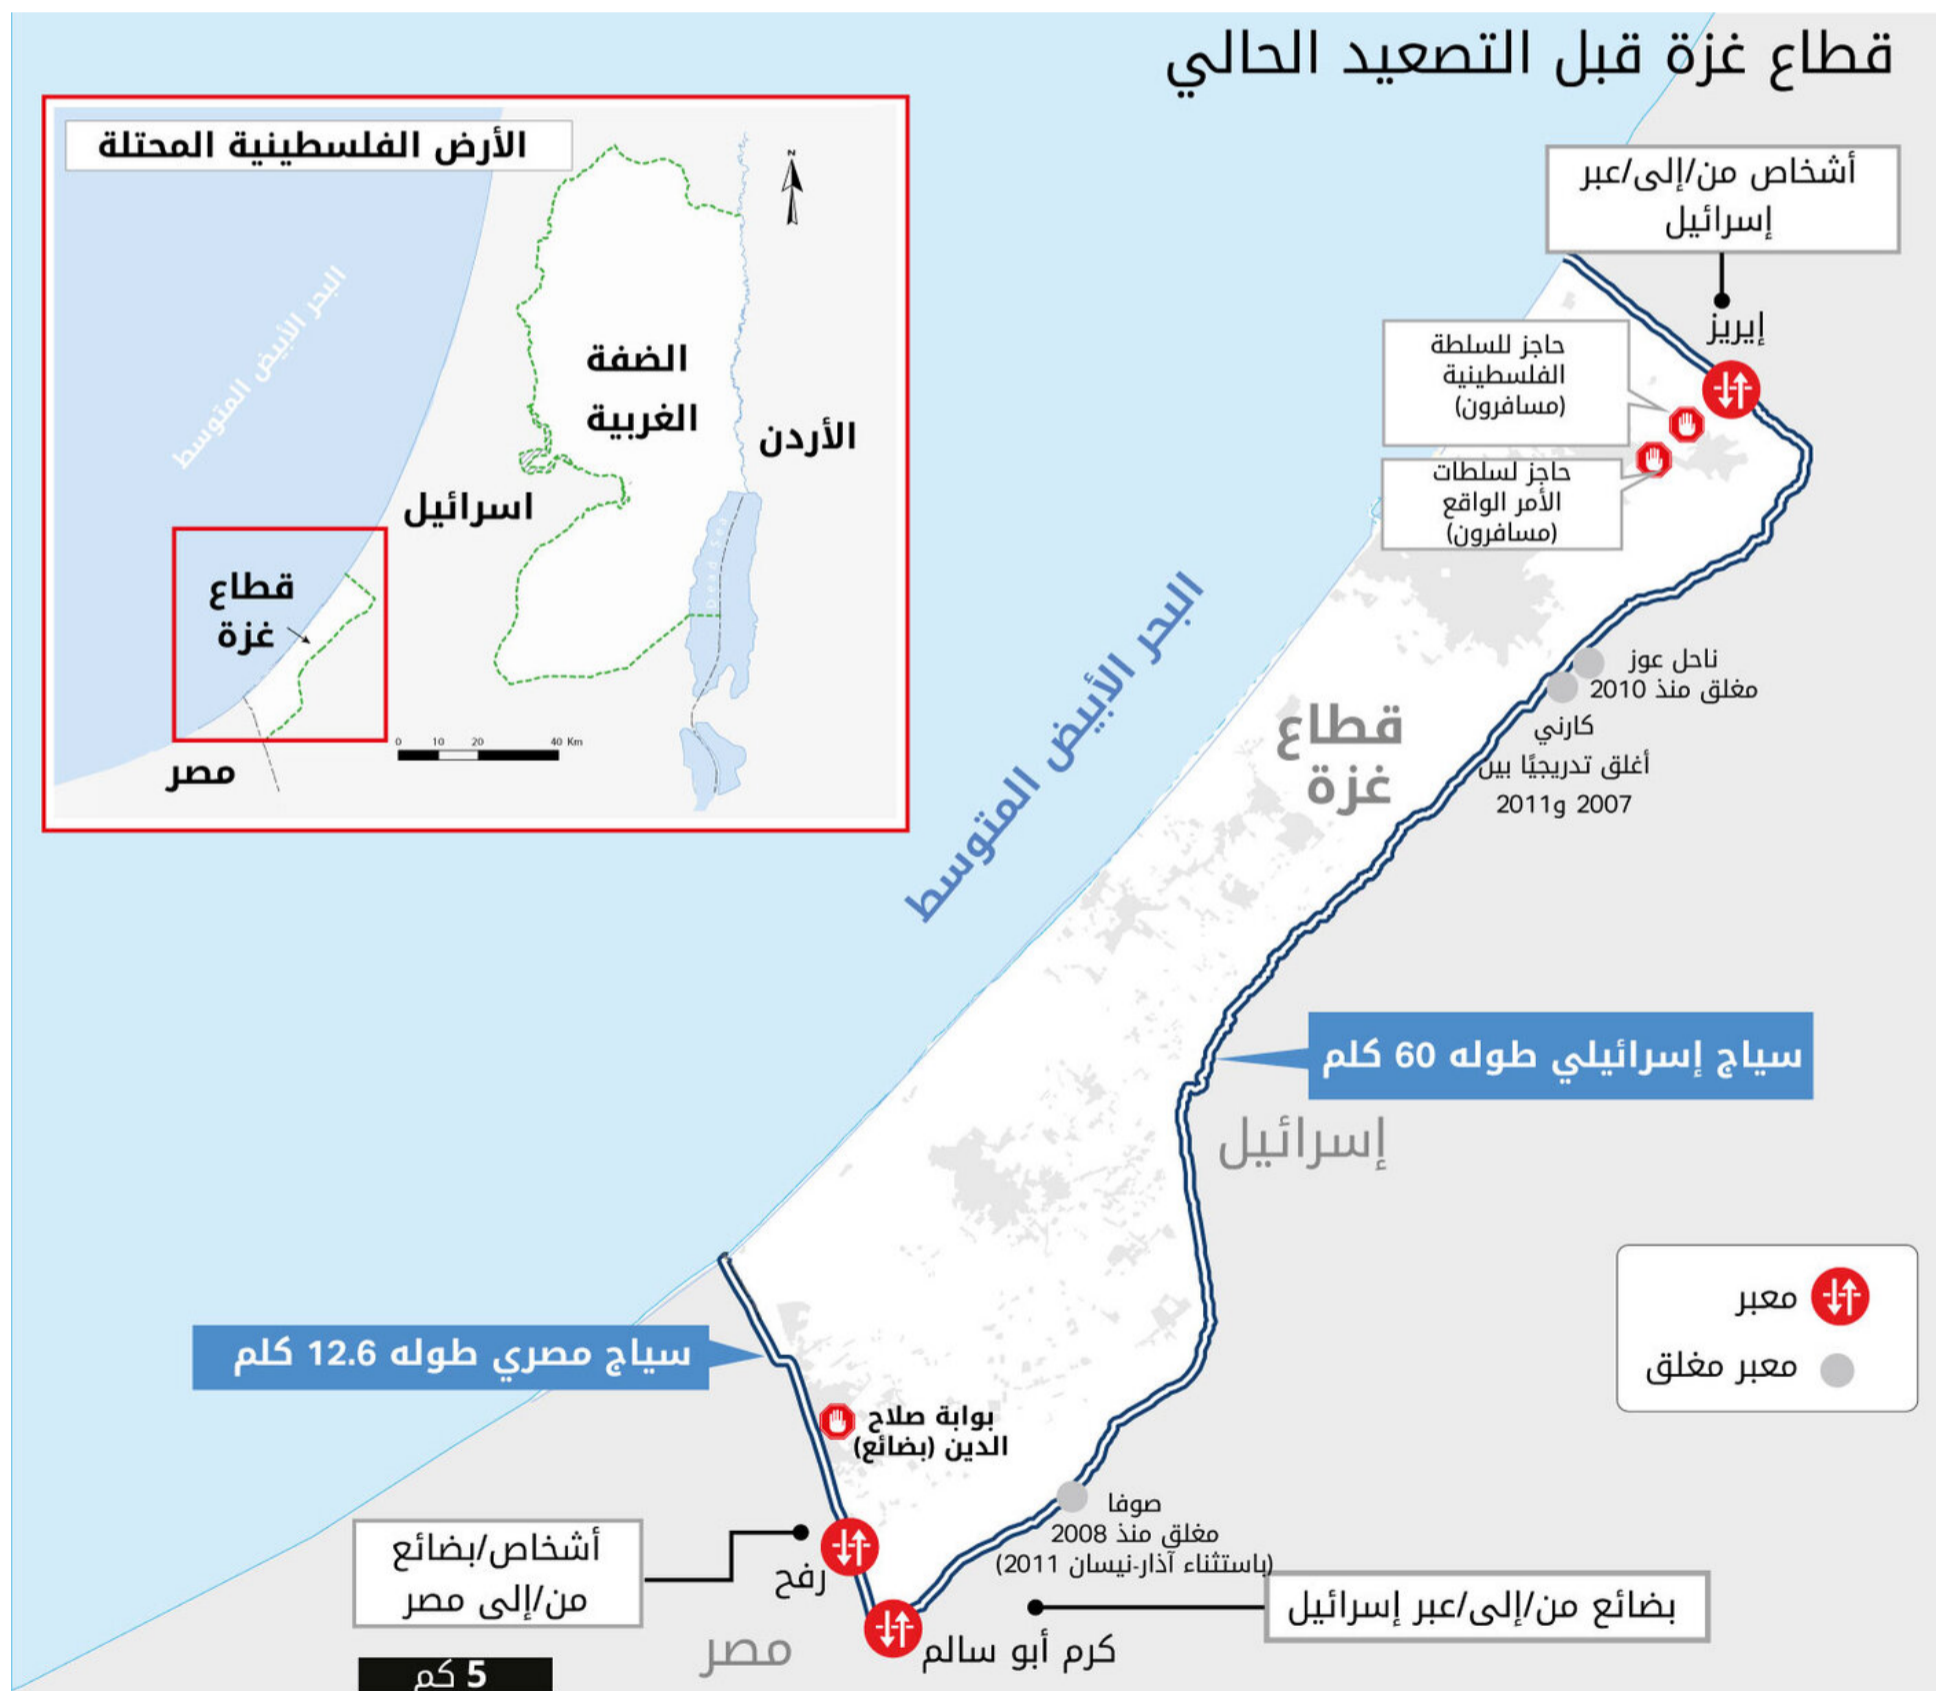 قطاع غزة قبل التصعيد الحالي
الأرض الفلسطينية المحتلة
N
البحر الأبيض المتوسط
الضفة
الغربية
الأردن
اسرائيل
Dead Sea
قطاع
غزة
مصر
0 10 20 40 Km
أشخاص من/إلى/عبر
إسرائيل
إيريز
حاجز للسلطة
الفلسطينية
(مسافرون)
حاجز لسلطات
الأمر الواقع
(مسافرون)
البحر الأبيض المتوسط
ناحل عوز
مغلق منذ 2010
كارني
أغلق تدريجيًا بين
2007 و2011
قطاع
غزة
سياج إسرائيلي طوله 60 كلم
إسرائيل
معبر
معبر مغلق
سياج مصري طوله 12.6 كلم
بوابة صلاح
الدين (بضائع)
صوفا
مغلق منذ 2008
(باستثناء آذار-نيسان 2011)
أشخاص/بضائع
من/إلى مصر
رفح
بضائع من/إلى/عبر إسرائيل
كرم أبو سالم
مصر
5 كم